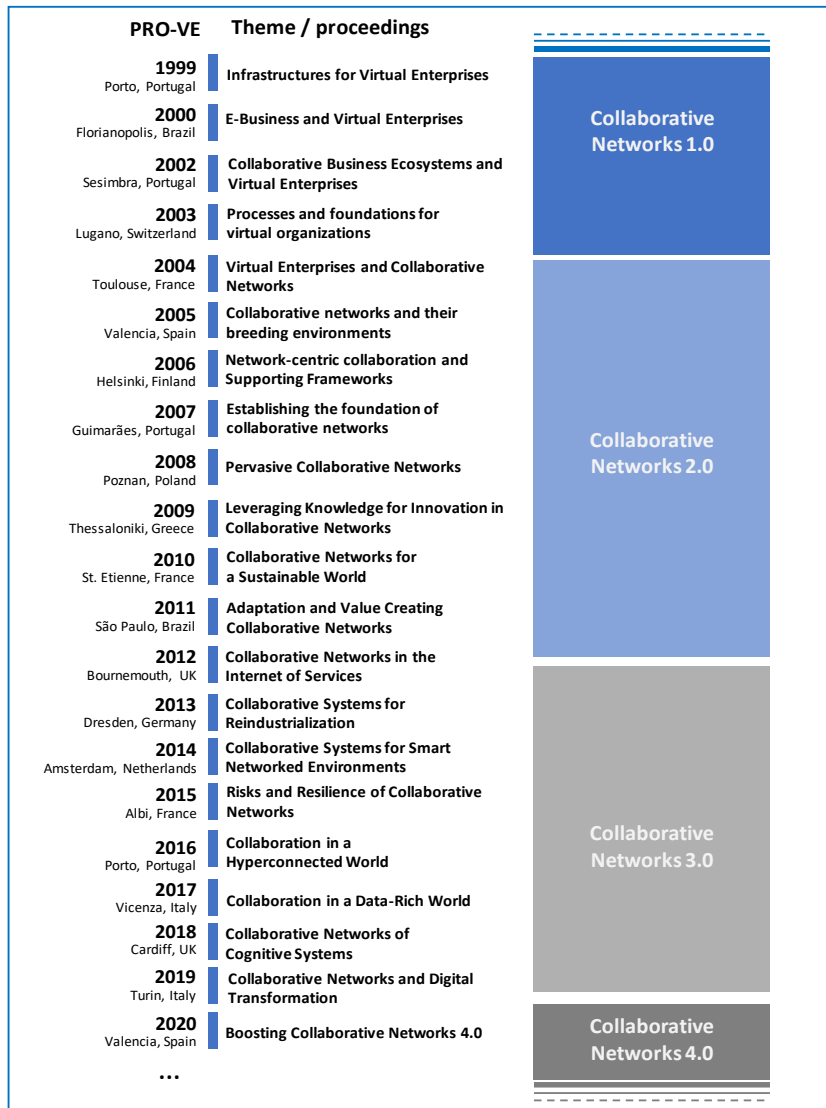 PRO-VE Theme / proceedings
1999
Porto, Portugal
Infrastructures for Virtual Enterprises
2000
Florianopolis, Brazil
E-Business and Virtual Enterprises
2002
Sesimbra, Portugal
Collaborative Business Ecosystems and
Virtual Enterprises
2003
Lugano, Switzerland
Processes and foundations for
virtual organizations
Collaborative
Networks 1.0
2004
Toulouse, France
Virtual Enterprises and Collaborative
Networks
2005
Valencia, Spain
Collaborative networks and their
breeding environments
2006
Helsinki, Finland
Network-centric collaboration and
Supporting Frameworks
2007
Guimarães, Portugal
Establishing the foundation of
collaborative networks
2008
Poznan, Poland
Pervasive Collaborative Networks
2009
Thessaloniki, Greece
Leveraging Knowledge for Innovation in
Collaborative Networks
2010
St. Etienne, France
Collaborative Networks for
a Sustainable World
2011
São Paulo, Brazil
Adaptation and Value Creating
Collaborative Networks
Collaborative
Networks 2.0
2012
Bournemouth, UK
Collaborative Networks in the
Internet of Services
2013
Dresden, Germany
Collaborative Systems for
Reindustrialization
2014
Amsterdam, Netherlands
Collaborative Systems for Smart
Networked Environments
2015
Albi, France
Risks and Resilience of Collaborative
Networks
2016
Porto, Portugal
Collaboration in a
Hyperconnected World
2017
Vicenza, Italy
Collaboration in a Data-Rich World
2018
Cardiff, UK
Collaborative Networks of
Cognitive Systems
2019
Turin, Italy
Collaborative Networks and Digital
Transformation
Collaborative
Networks 3.0
2020
Valencia, Spain
Boosting Collaborative Networks 4.0
Collaborative
Networks 4.0
...